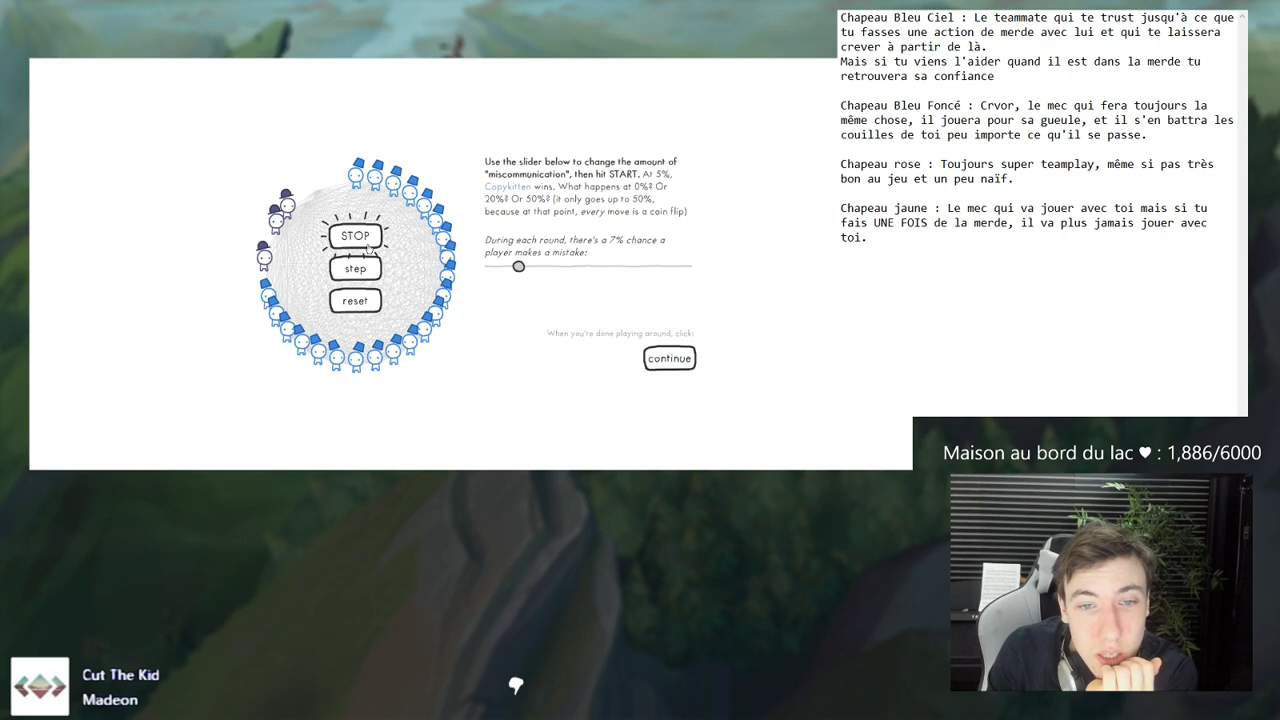 Chapeau Bleu Ciel : Le teammate qui te trust jusqu'à ce que
tu fasses une action de merde avec lui et qui te laissera
crever à partir de là.
Mais si tu viens l'aider quand il est dans la merde tu
retrouvera sa confiance
Chapeau Bleu Foncé : Crvor, le mec qui fera toujours la
même chose, il jouera pour sa gueule, et il s'en battra les
couilles de toi peu importe ce qu'il se passe.
Chapeau rose : Toujours super teamplay, même si pas très
bon au jeu et un peu naïf.
Chapeau jaune : Le mec qui va jouer avec toi mais si tu
fais UNE FOIS de la merde, il va plus jamais jouer avec
toi.
Use the slider below to change the amount of
"miscommunication", then hit START. At 5%,
Copykitten wins. What happens at 0%? Or
20%? Or 50%? (it only goes up to 50%,
because at that point, every move is a coin flip)
During each round, there's a 7% chance a
player makes a mistake:
STOP
step
reset
When you're done playing around, click:
continue
Maison au bord du lac ♥ : 1,886/6000
Cut The Kid
Madeon